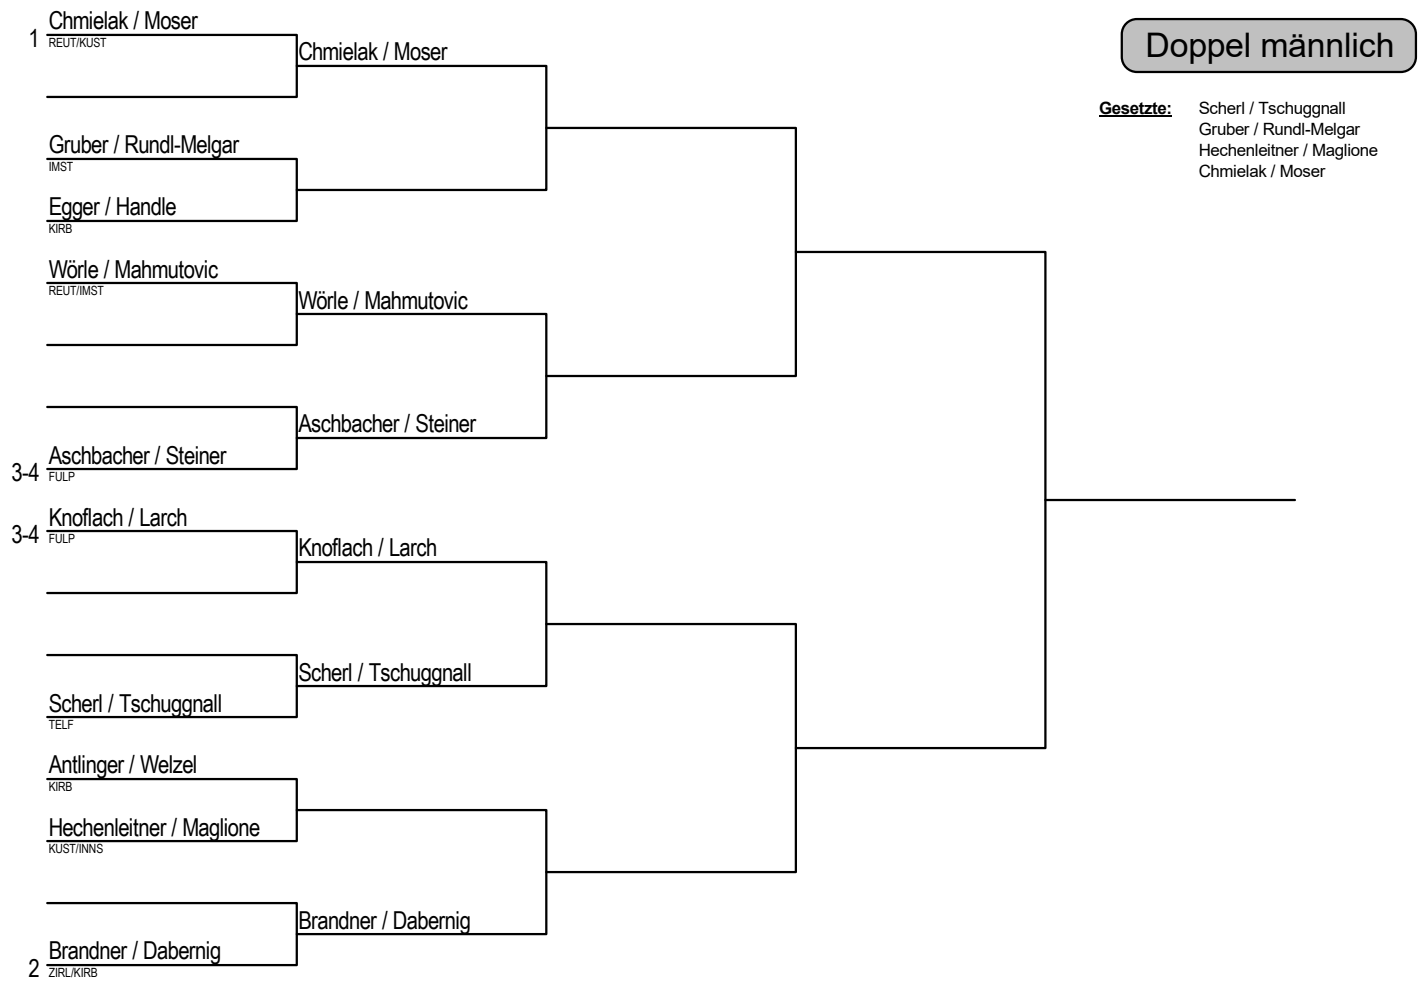 Doppel männlich
Gesetzte: Scherl / Tschuggnall
Gruber / Rundl-Melgar
Hechenleitner / Maglione
Chmielak / Moser
1 Chmielak / Moser
REUT/KUST
Chmielak / Moser
Gruber / Rundl-Melgar
IMST
Egger / Handle
KIRB
Wörle / Mahmutovic
REUT/IMST
Wörle / Mahmutovic
Aschbacher / Steiner
3-4 Aschbacher / Steiner
FULP
3-4 Knoflach / Larch
FULP
Knoflach / Larch
Scherl / Tschuggnall
Scherl / Tschuggnall
TELF
Antlinger / Welzel
KIRB
Hechenleitner / Maglione
KUST/INNS
Brandner / Dabernig
2 Brandner / Dabernig
ZIRL/KIRB